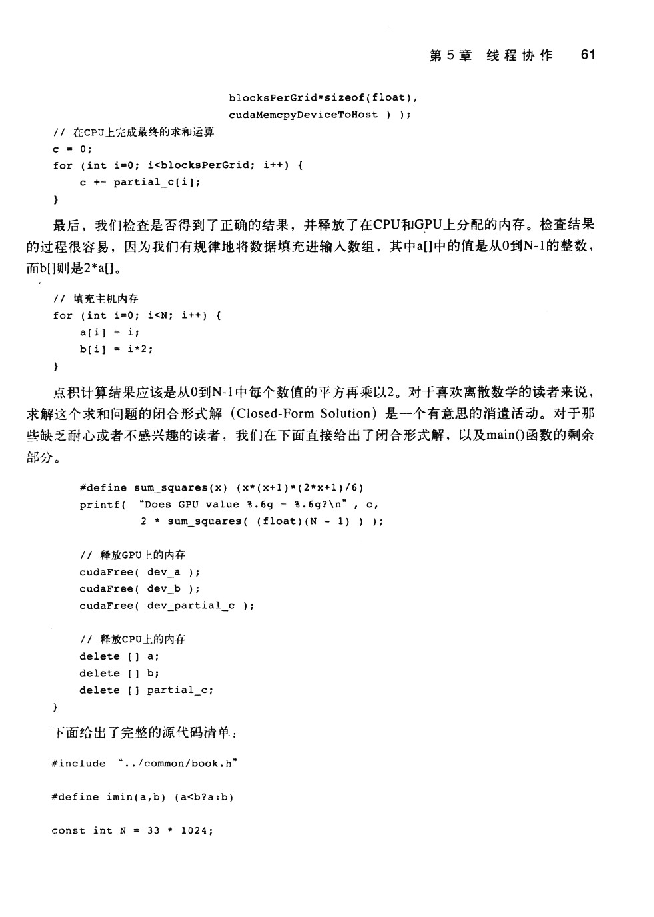 第5章 线程协作 61
blocksPerGrid*sizeof(float),
cudaMemcpyDeviceToHost ) );
// 在CPU上完成最终的求和运算
c = 0;
for (int i=0; i<blocksPerGrid; i++) {
c += partial_c[i];
}
最后，我们检查是否得到了正确的结果，并释放了在CPU和GPU上分配的内存。检查结果
的过程很容易，因为我们有规律地将数据填充进输入数组，其中a[]中的值是从0到N-1的整数，
而b[]则是2*a[]。
// 填充主机内存
for (int i=0; i<N; i++) {
a[i] = i;
b[i] = i*2;
}
点积计算结果应该是从0到N-1中每个数值的平方再乘以2。对于喜欢离散数学的读者来说，
求解这个求和问题的闭合形式解（Closed-Form Solution）是一个有意思的消遣活动。对于那
些缺乏耐心或者不感兴趣的读者，我们在下面直接给出了闭合形式解，以及main()函数的剩余
部分。
#define sum_squares(x) (x*(x+1)*(2*x+1)/6)
printf( "Does GPU value %.6g = %.6g?\n" , c,
2 * sum_squares( (float)(N - 1) ) );
// 释放GPU上的内存
cudaFree( dev_a );
cudaFree( dev_b );
cudaFree( dev_partial_c );
// 释放CPU上的内存
delete [] a;
delete [] b;
delete [] partial_c;
}
下面给出了完整的源代码清单：
#include "../common/book.h"
#define imin(a,b) (a<b?a:b)
const int N = 33 * 1024;